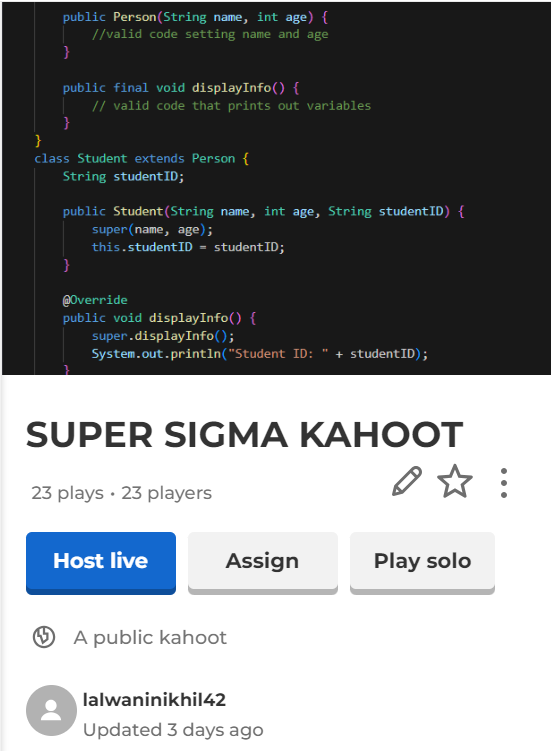 public Person(String name, int age) {
//valid code setting name and age
}
public final void displayInfo() {
// valid code that prints out variables
}
}
class Student extends Person {
String studentID;
public Student(String name, int age, String studentID) {
super(name, age);
this.studentID = studentID;
}
@Override
public void displayInfo() {
super.displayInfo();
System.out.println("Student ID: " + studentID);
}
SUPER SIGMA KAHOOT
23 plays · 23 players
Host live
Assign
Play solo
A public kahoot
lalwaninikhil42
Updated 3 days ago